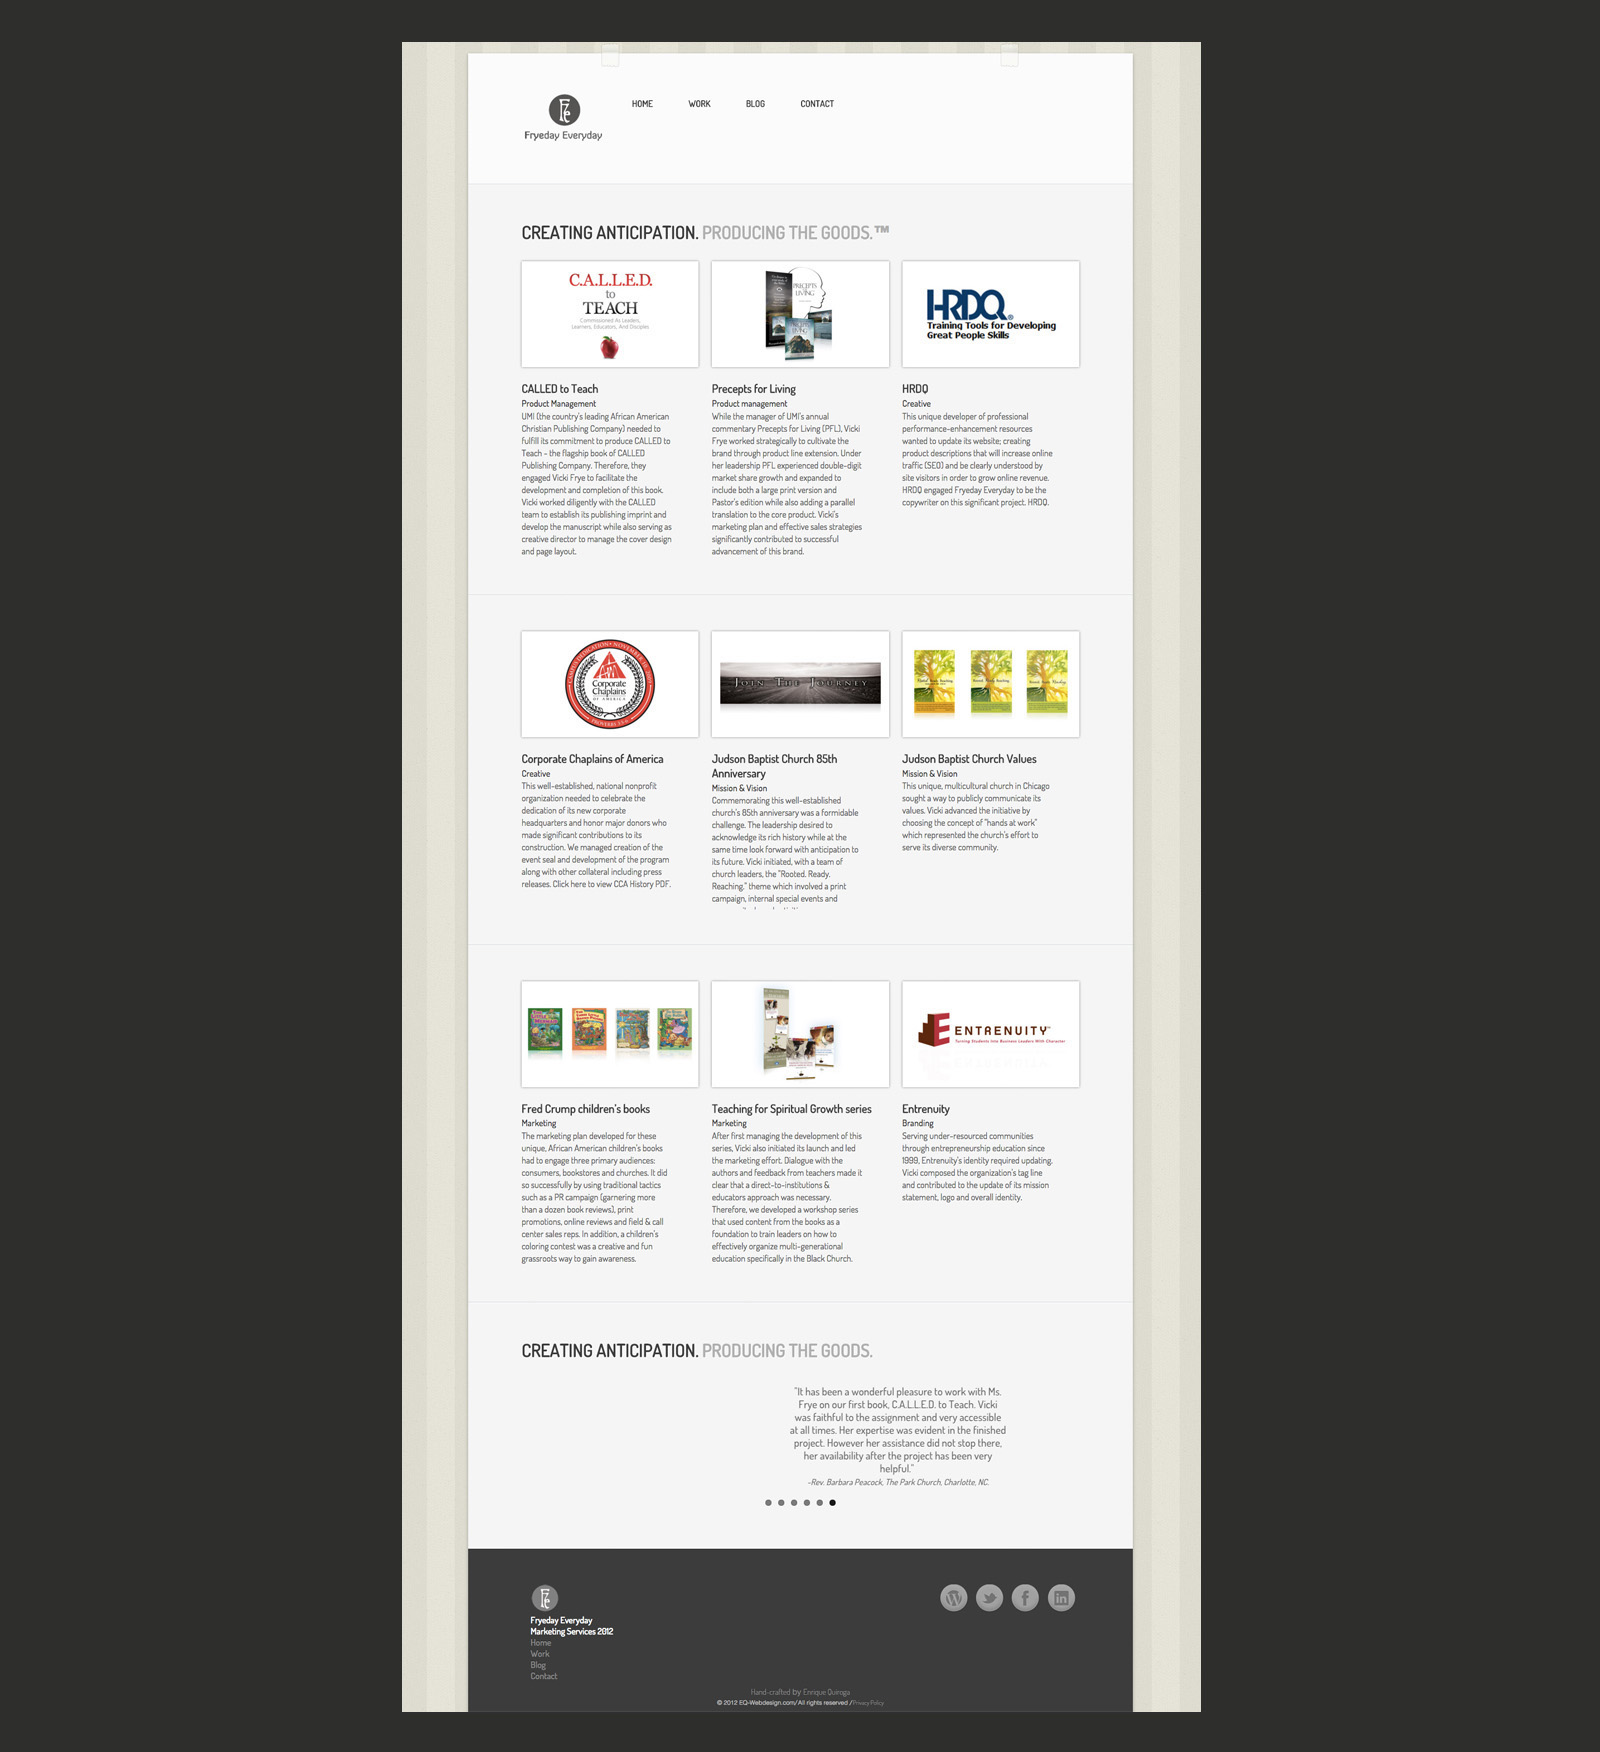 Fryeday Everyday
HOME WORK BLOG CONTACT
CREATING ANTICIPATION. PRODUCING THE GOODS.™
C.A.L.L.E.D.
to
TEACH
Commissioned As Leaders,
Learners, Educators, And Disciples
PRECEPTS
LIVING
HRDQ®
Training Tools for Developing
Great People Skills
CALLED to Teach
Product Management
UMI (the country's leading African American
Christian Publishing Company) needed to
fulfill its commitment to produce CALLED to
Teach - the flagship book of CALLED
Publishing Company. Therefore, they
engaged Vicki Frye to facilitate the
development and completion of this book.
Vicki worked diligently with the CALLED
team to establish its publishing imprint and
develop the manuscript while also serving as
creative director to manage the cover design
and page layout.
Precepts for Living
Product management
While the manager of UMI's annual
commentary Precepts for Living (PFL), Vicki
Frye worked strategically to cultivate the
brand through product line extension. Under
her leadership PFL experienced double-digit
market share growth and expanded to
include both a large print version and
Pastor's edition while also adding a parallel
translation to the core product. Vicki's
marketing plan and effective sales strategies
significantly contributed to successful
advancement of this brand.
HRDQ
Creative
This unique developer of professional
performance-enhancement resources
wanted to update its website; creating
product descriptions that will increase online
traffic (SEO) and be clearly understood by
site visitors in order to grow online revenue.
HRDQ engaged Fryeday Everyday to be the
copywriter on this significant project. HRDQ.
Corporate
Chaplains
OF AMERICA
JOIN THE JOURNEY
Corporate Chaplains of America
Creative
This well-established, national nonprofit
organization needed to celebrate the
dedication of its new corporate
headquarters and honor major donors who
made significant contributions to its
construction. We managed creation of the
event seal and development of the program
along with other collateral including press
releases. Click here to view CCA History PDF.
Judson Baptist Church 85th
Anniversary
Mission & Vision
Commemorating this well-established
church's 85th anniversary was a formidable
challenge. The leadership desired to
acknowledge its rich history while at the
same time look forward with anticipation to
its future. Vicki initiated, with a team of
church leaders, the "Rooted. Ready.
Reaching." theme which involved a print
campaign, internal special events and
Judson Baptist Church Values
Mission & Vision
This unique, multicultural church in Chicago
sought a way to publicly communicate its
values. Vicki advanced the initiative by
choosing the concept of "hands at work"
which represented the church's effort to
serve its diverse community.
ENTRENUITY™
Turning Students Into Business Leaders With Character
Fred Crump children's books
Marketing
The marketing plan developed for these
unique, African American children's books
had to engage three primary audiences:
consumers, bookstores and churches. It did
so successfully by using traditional tactics
such as a PR campaign (garnering more
than a dozen book reviews), print
promotions, online reviews and field & call
center sales reps. In addition, a children's
coloring contest was a creative and fun
grassroots way to gain awareness.
Teaching for Spiritual Growth series
Marketing
After first managing the development of this
series, Vicki also initiated its launch and led
the marketing effort. Dialogue with the
authors and feedback from teachers made it
clear that a direct-to-institutions &
educators approach was necessary.
Therefore, we developed a workshop series
that used content from the books as a
foundation to train leaders on how to
effectively organize multi-generational
education specifically in the Black Church.
Entrenuity
Branding
Serving under-resourced communities
through entrepreneurship education since
1999, Entrenuity's identity required updating.
Vicki composed the organization's tag line
and contributed to the update of its mission
statement, logo and overall identity.
CREATING ANTICIPATION. PRODUCING THE GOODS.
"It has been a wonderful pleasure to work with Ms.
Frye on our first book, C.A.L.L.E.D. to Teach. Vicki
was faithful to the assignment and very accessible
at all times. Her expertise was evident in the finished
project. However her assistance did not stop there,
her availability after the project has been very
helpful."
-Rev. Barbara Peacock, The Park Church, Charlotte, NC.
Fryeday Everyday
Marketing Services 2012
Home
Work
Blog
Contact
Hand-crafted by Enrique Quiroga
© 2012 EQ-Webdesign.com/ All rights reserved /Privacy Policy